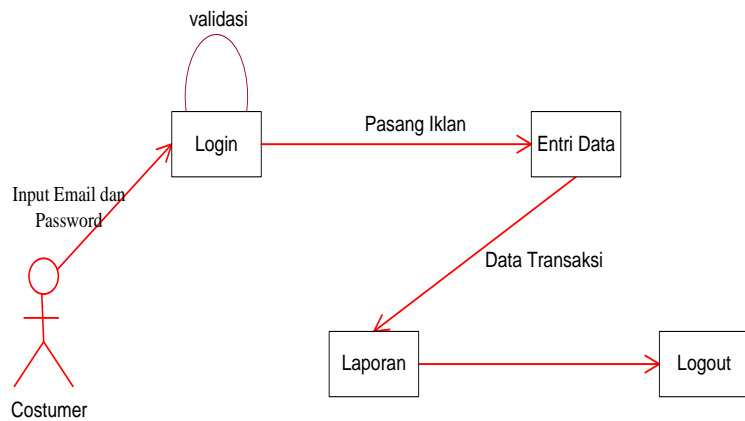 validasi
Login
Pasang Iklan
Entri Data
Input Email dan
Password
Data Transaksi
Laporan
Logout
Costumer